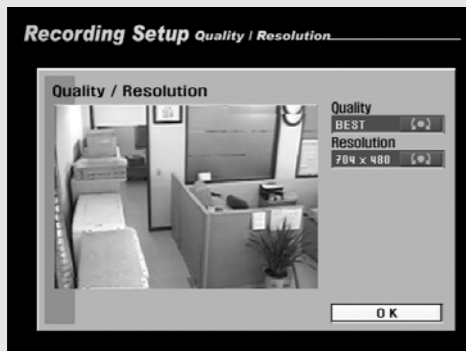 Recording Setup Quality / Resolution
Quality / Resolution
Quality
BEST
Resolution
704 x 480
OK